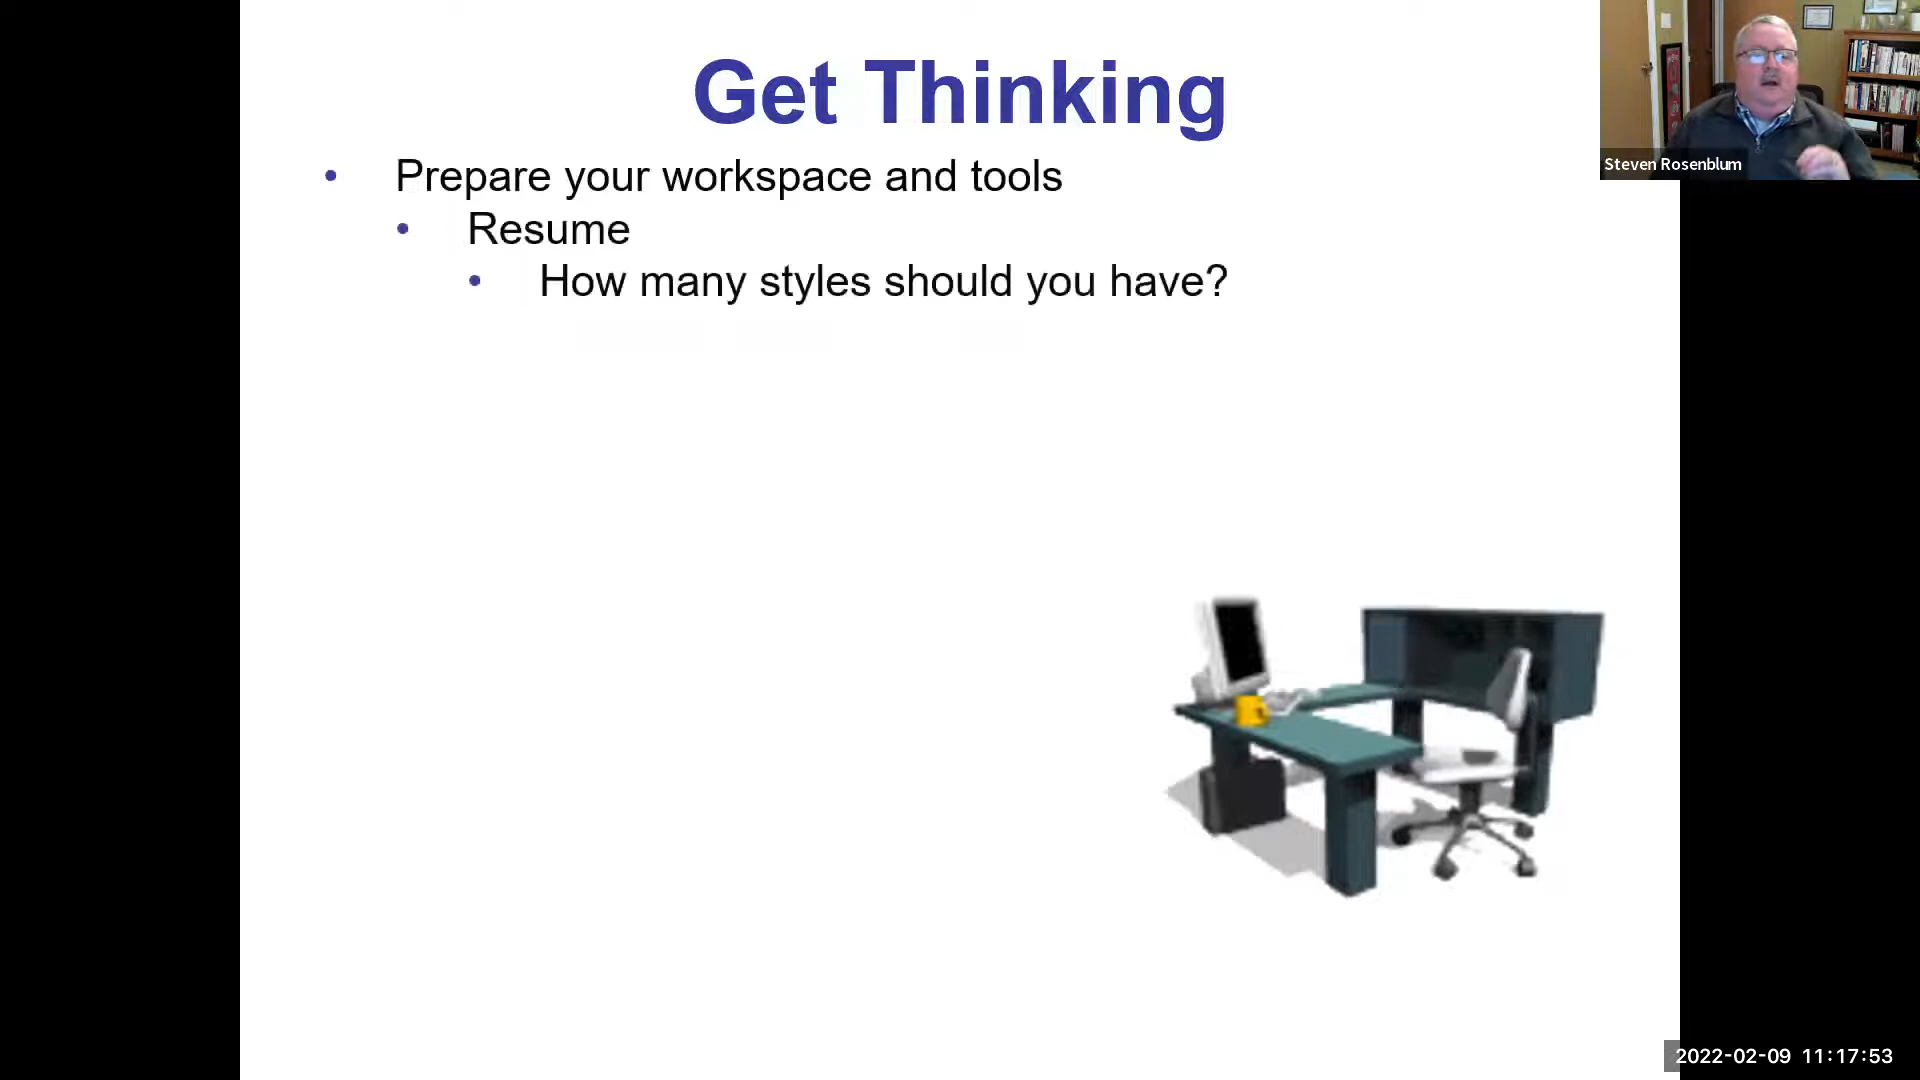 Get Thinking
• Prepare your workspace and tools
• Resume
• How many styles should you have?
Steven Rosenblum
2022-02-09 11:17:53